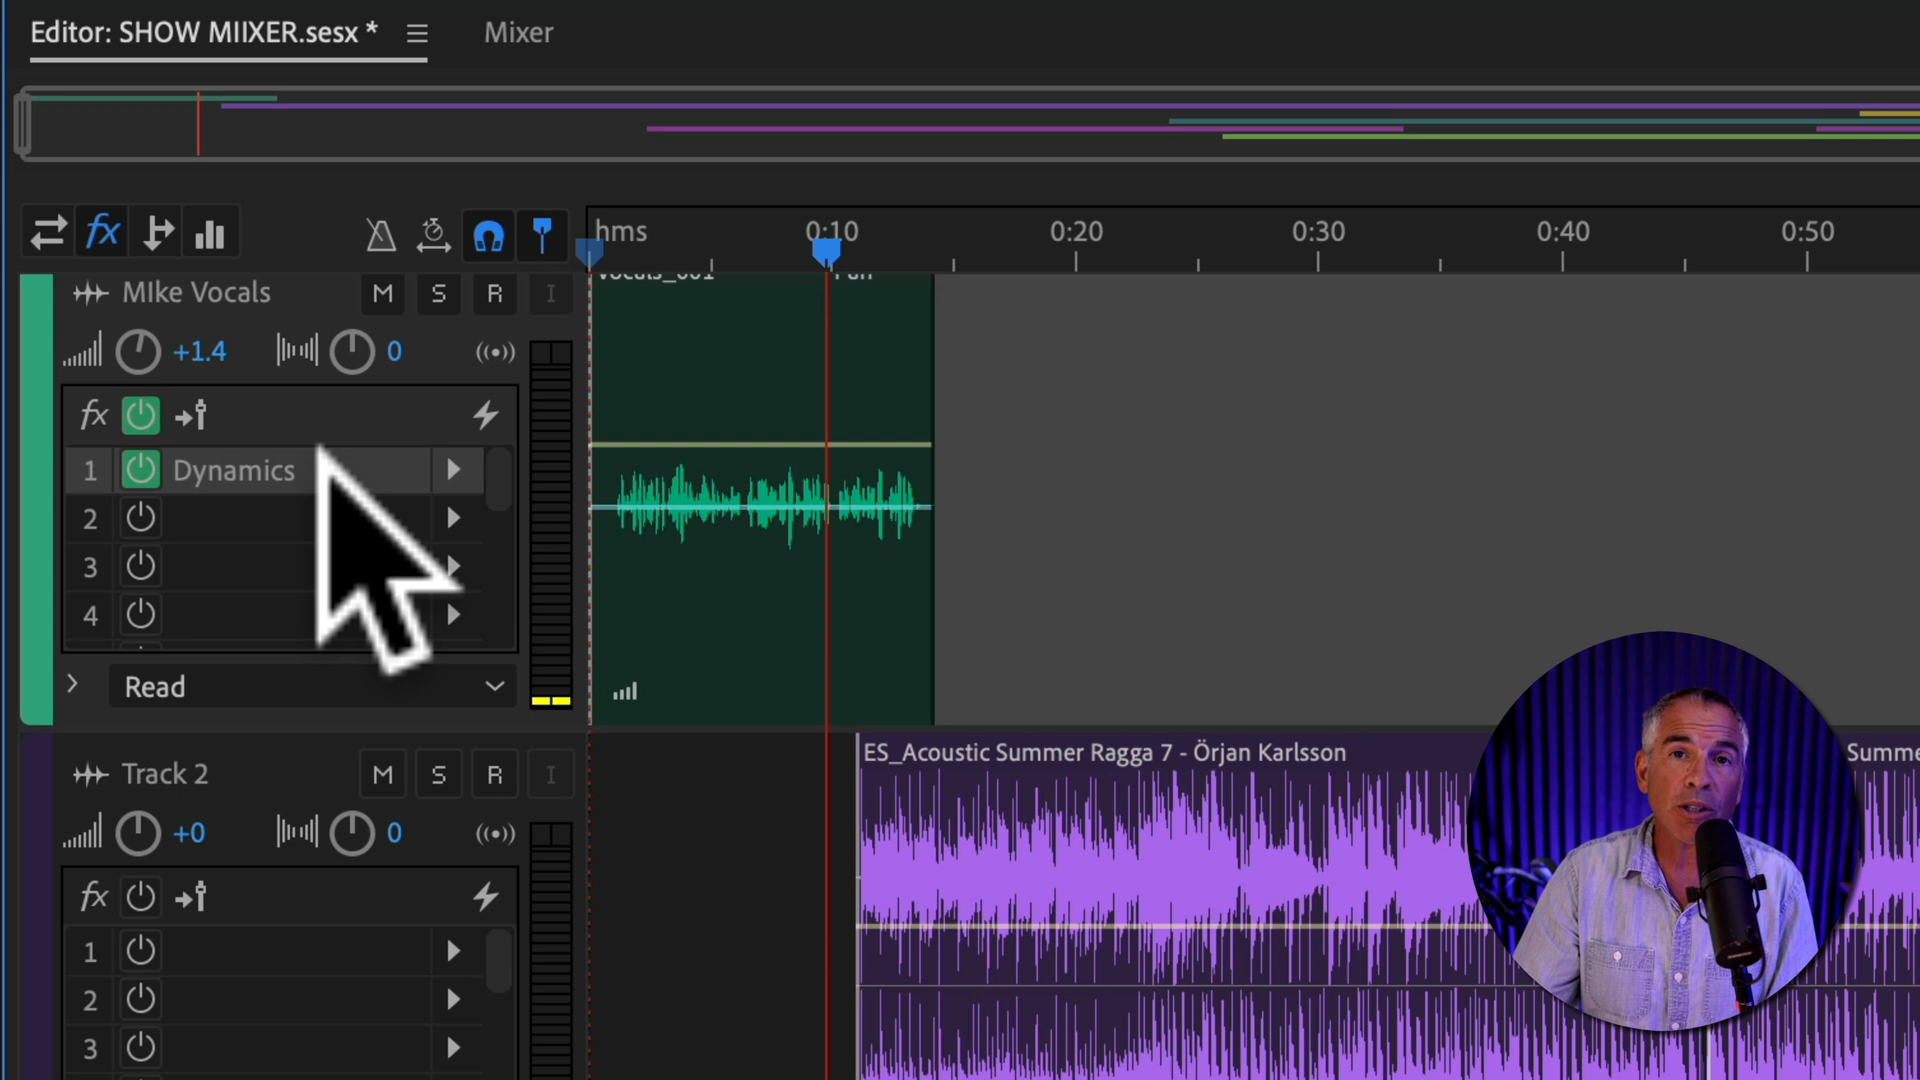 Editor: SHOW MIIXER.sesx *
Mixer
hms 0:10 0:20 0:30 0:40 0:50
MIke Vocals M S R I
+1.4 0
fx
1 Dynamics
2
3
4
Read
Track 2 M S R I
+0 0
fx
1
2
3
ES_Acoustic Summer Ragga 7 - Örjan Karlsson